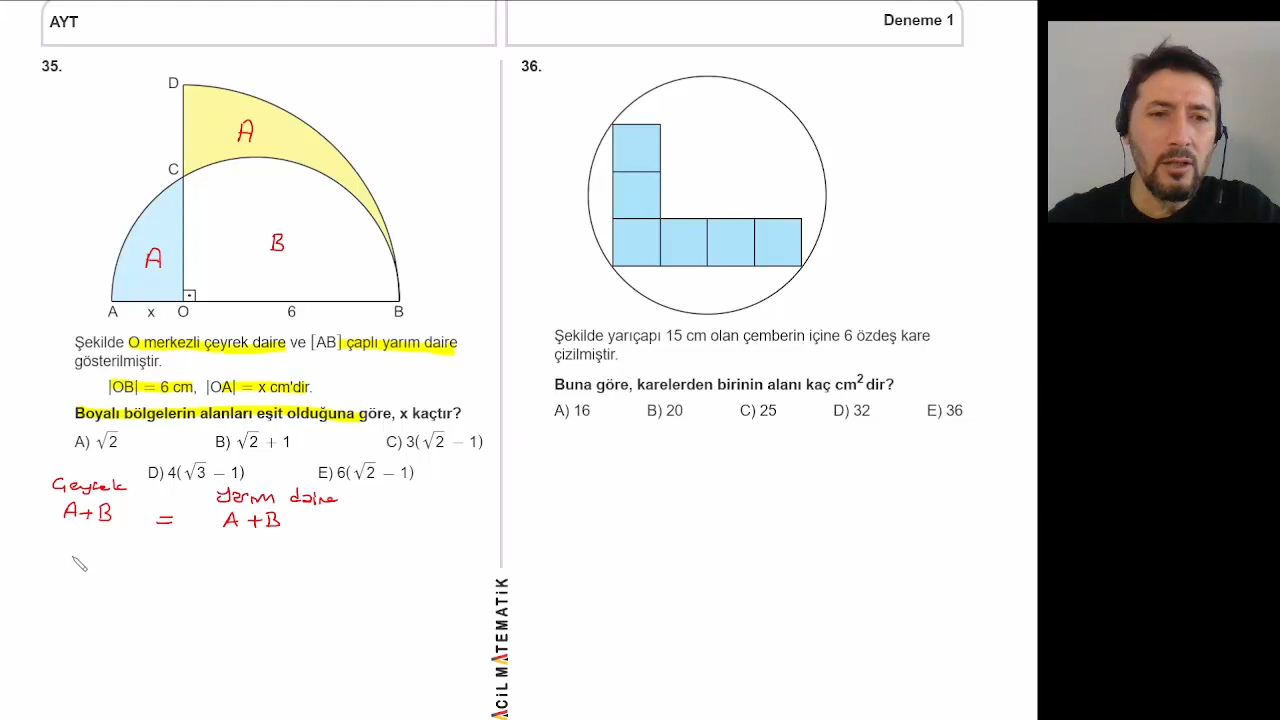 AYT
Deneme 1
35.
D
A
C
A
B
A
x
O
6
B
Şekilde O merkezli çeyrek daire ve [AB] çaplı yarım daire
gösterilmiştir.
|OB| = 6 cm, |OA| = x cm'dir.
Boyalı bölgelerin alanları eşit olduğuna göre, x kaçtır?
A) √2 B) √2 + 1 C) 3(√2 − 1)
D) 4(√3 − 1) E) 6(√2 − 1)
Çeyrek Yarım daire
A+B = A+B
36.
Şekilde yarıçapı 15 cm olan çemberin içine 6 özdeş kare
çizilmiştir.
Buna göre, karelerden birinin alanı kaç cm² dir?
A) 16 B) 20 C) 25 D) 32 E) 36
ACiLMATEMATiK